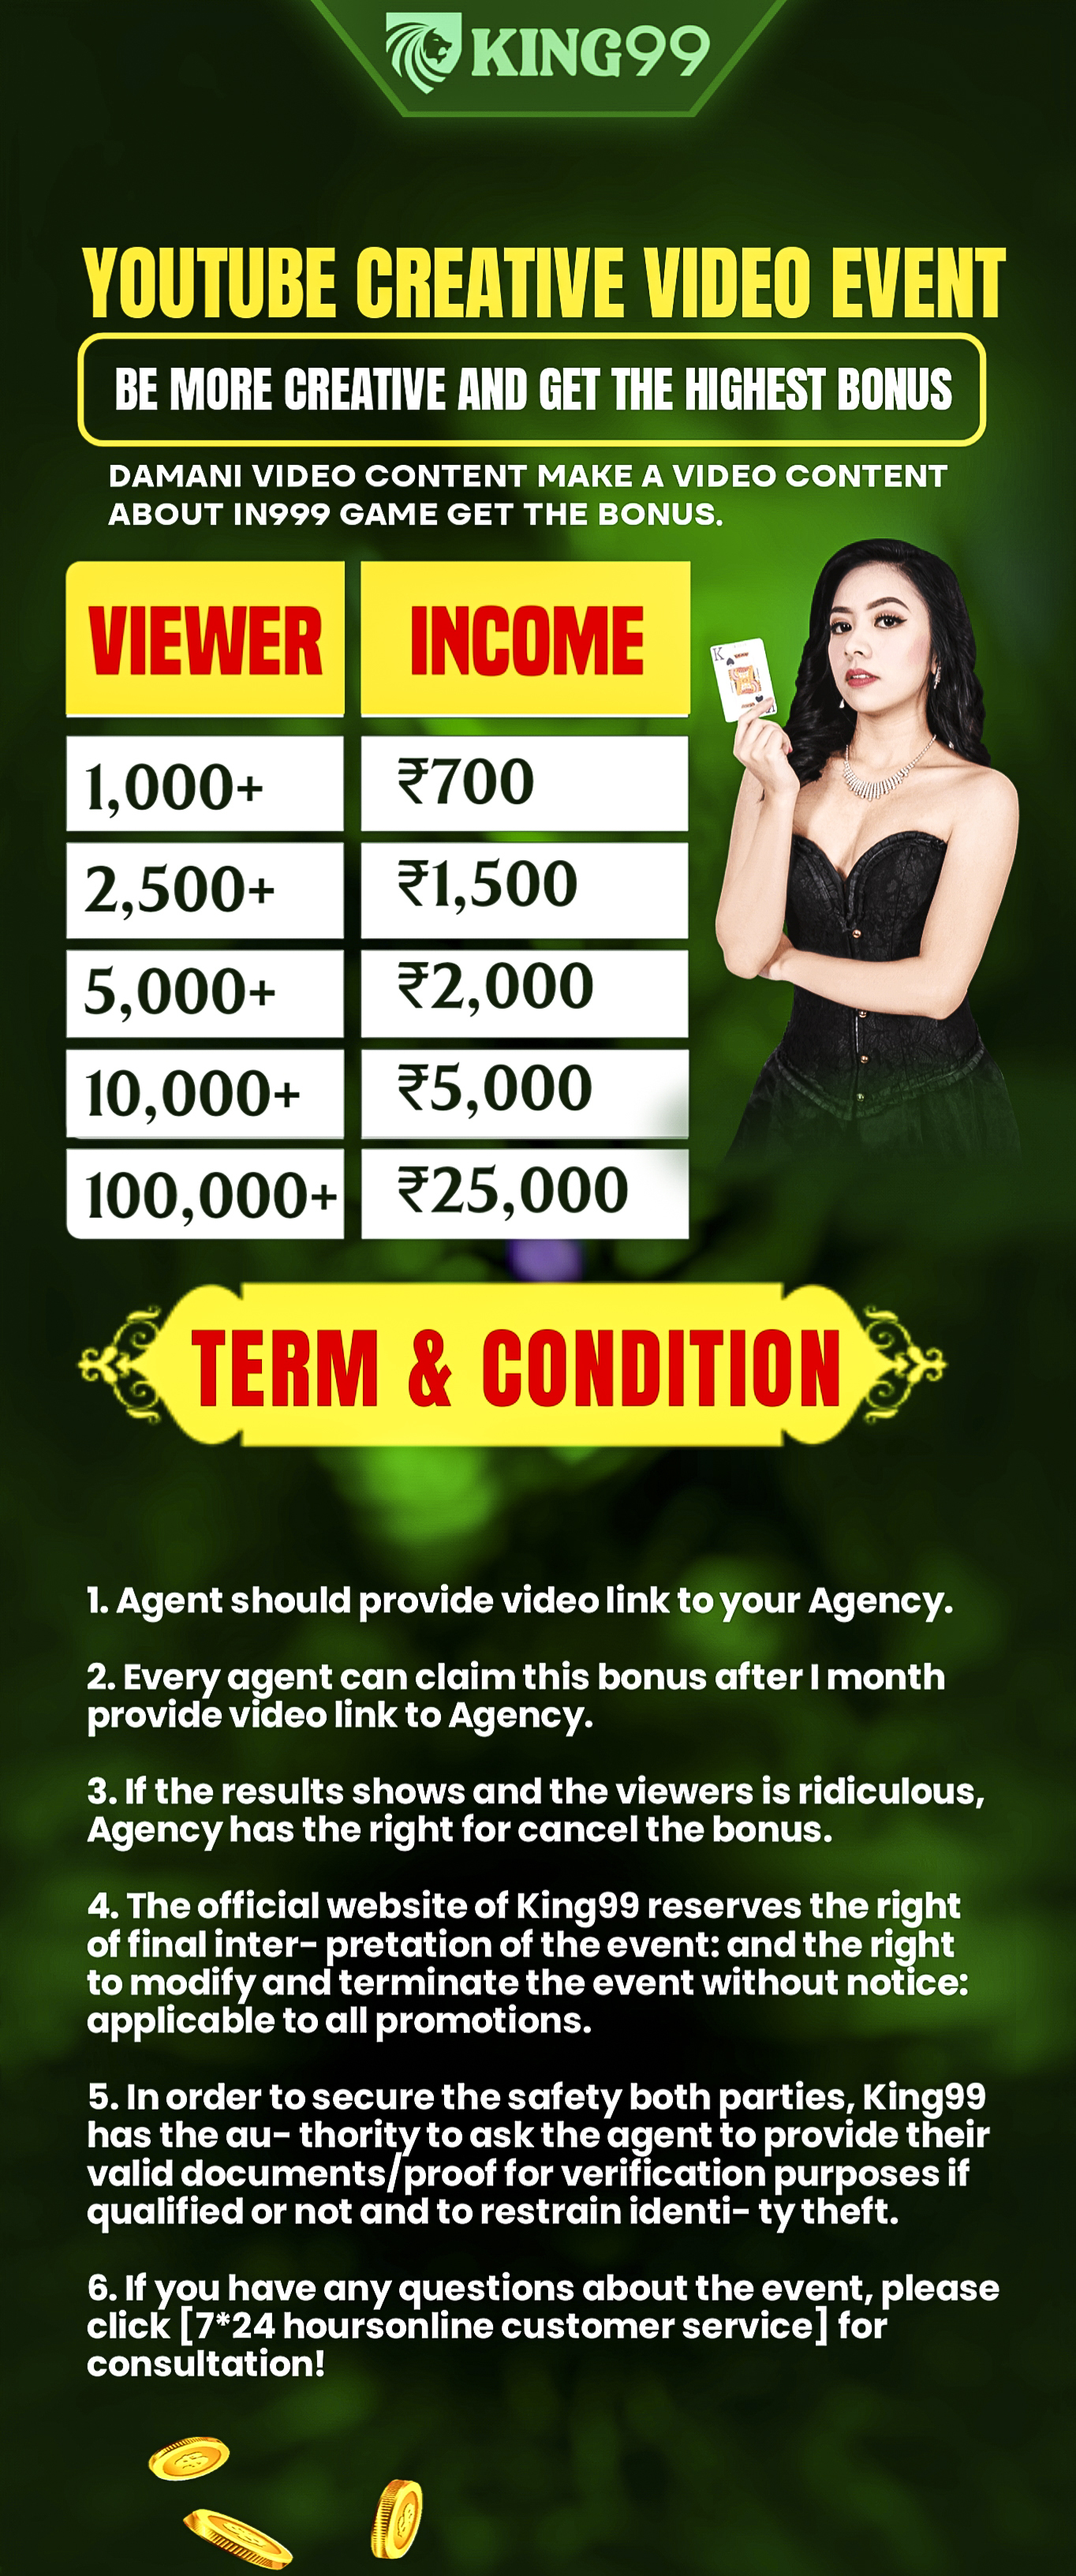 KING99
YOUTUBE CREATIVE VIDEO EVENT
BE MORE CREATIVE AND GET THE HIGHEST BONUS
DAMANI VIDEO CONTENT MAKE A VIDEO CONTENT
ABOUT IN999 GAME GET THE BONUS.
VIEWER INCOME
K
1,000+ ₹700
2,500+ ₹1,500
5,000+ ₹2,000
10,000+ ₹5,000
100,000+ ₹25,000
TERM & CONDITION
1. Agent should provide video link to your Agency.
2. Every agent can claim this bonus after I month
provide video link to Agency.
3. If the results shows and the viewers is ridiculous,
Agency has the right for cancel the bonus.
4. The official website of King99 reserves the right
of final inter- pretation of the event: and the right
to modify and terminate the event without notice:
applicable to all promotions.
5. In order to secure the safety both parties, King99
has the au- thority to ask the agent to provide their
valid documents/proof for verification purposes if
qualified or not and to restrain identi- ty theft.
6. If you have any questions about the event, please
click [7*24 hoursonline customer service] for
consultation!